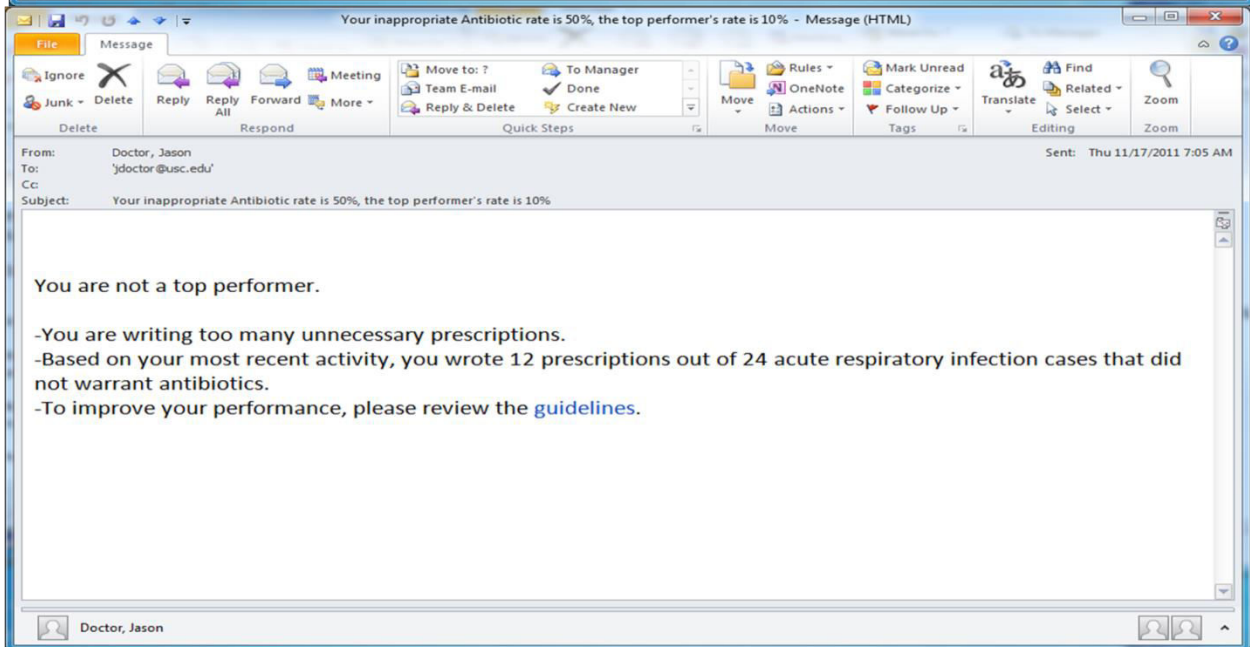 Your inappropriate Antibiotic rate is 50%, the top performer's rate is 10% - Message (HTML)
File Message
Ignore
Junk
Delete
Delete
Reply
Reply All
Forward
Meeting
More
Respond
Move to: ?
Team E-mail
Reply & Delete
To Manager
Done
Create New
Quick Steps
Move
Rules
OneNote
Actions
Move
Mark Unread
Categorize
Follow Up
Tags
Translate
Find
Related
Select
Editing
Zoom
Zoom
From: Doctor, Jason Sent: Thu 11/17/2011 7:05 AM
To: 'jdoctor@usc.edu'
Cc:
Subject: Your inappropriate Antibiotic rate is 50%, the top performer's rate is 10%
You are not a top performer.
-You are writing too many unnecessary prescriptions.
-Based on your most recent activity, you wrote 12 prescriptions out of 24 acute respiratory infection cases that did
not warrant antibiotics.
-To improve your performance, please review the guidelines.
Doctor, Jason